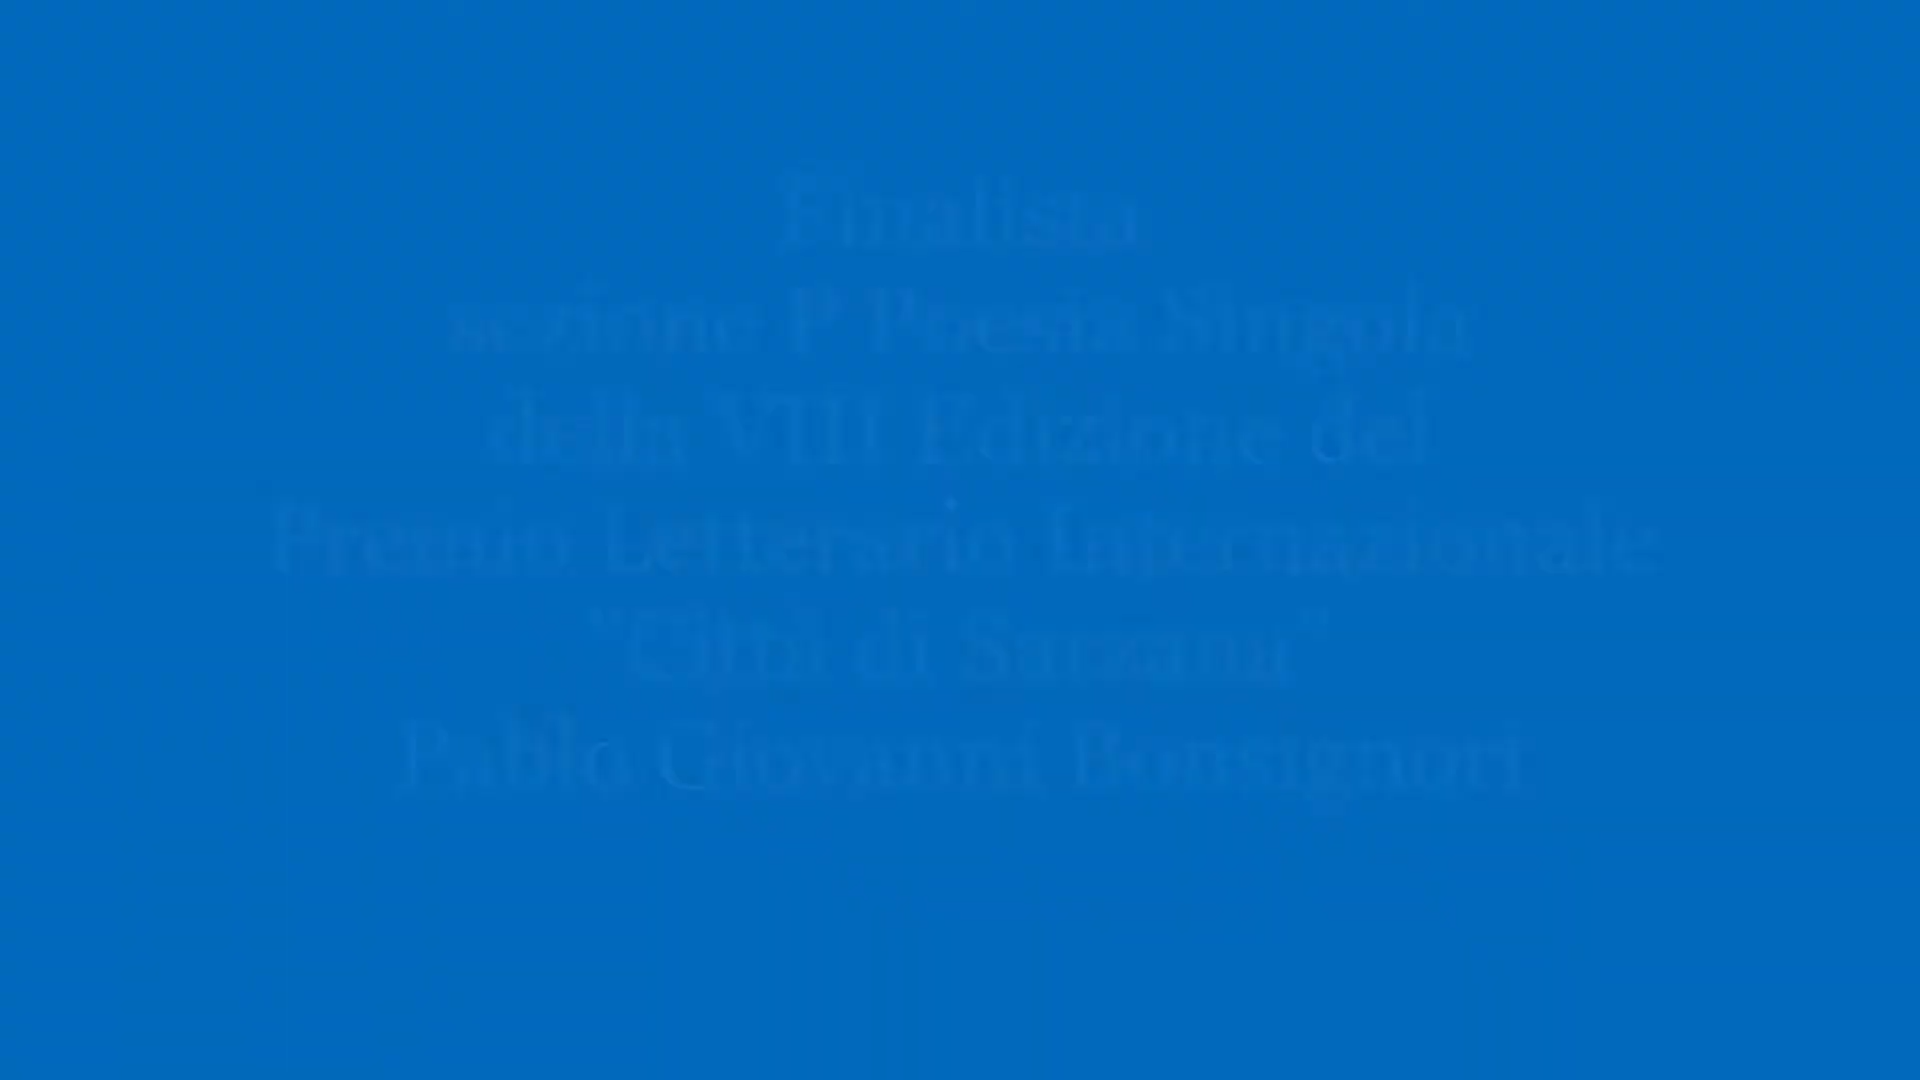 Finalista
sezione P Poesia Singola
della VIII Edizione del
Premio Letterario Internazionale
"Città di Sarzana"
Pablo Giovanni Bonsignori